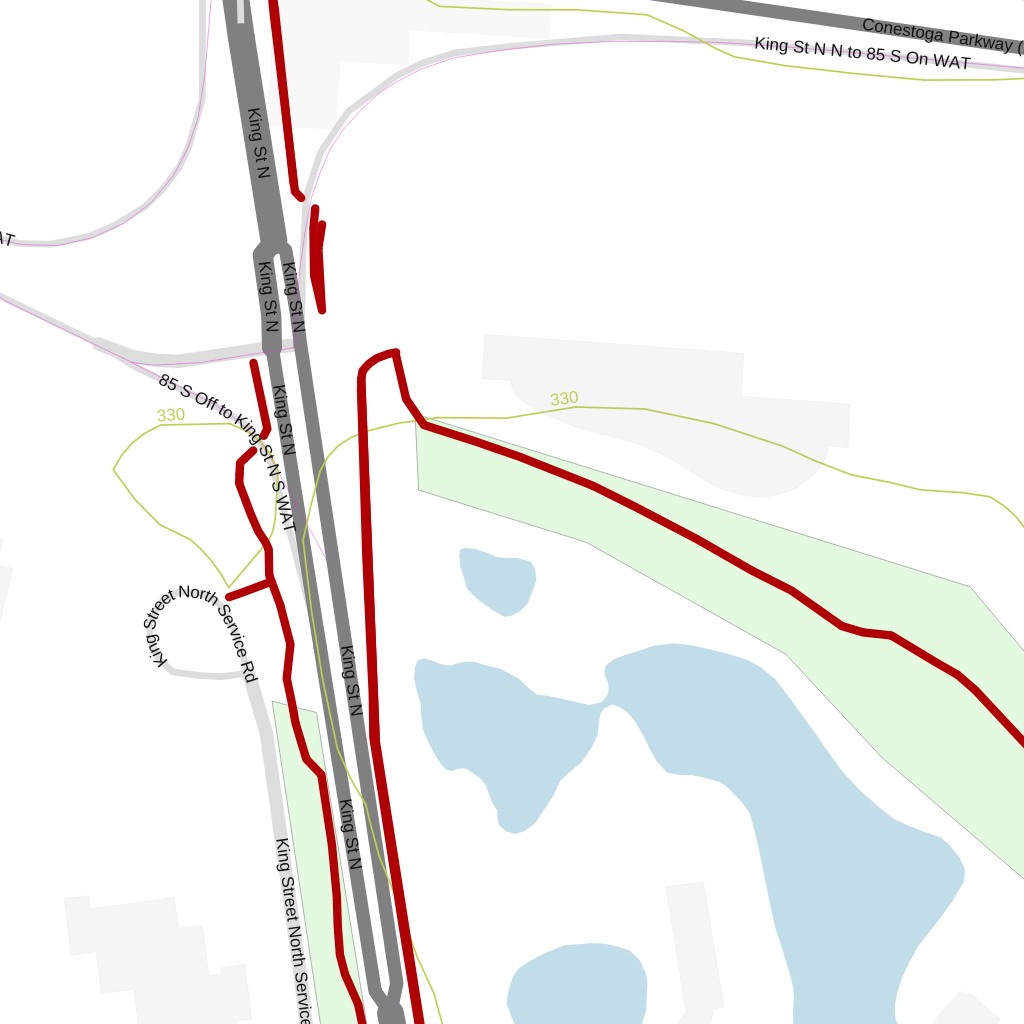 Conestoga Parkway (
King St N N to 85 S On WAT
King St N
AT
King St N
King St N
85 S Off to King St N S WAT
King St N
330
330
King Street North Service Rd
King St N
King St N
King Street North Service